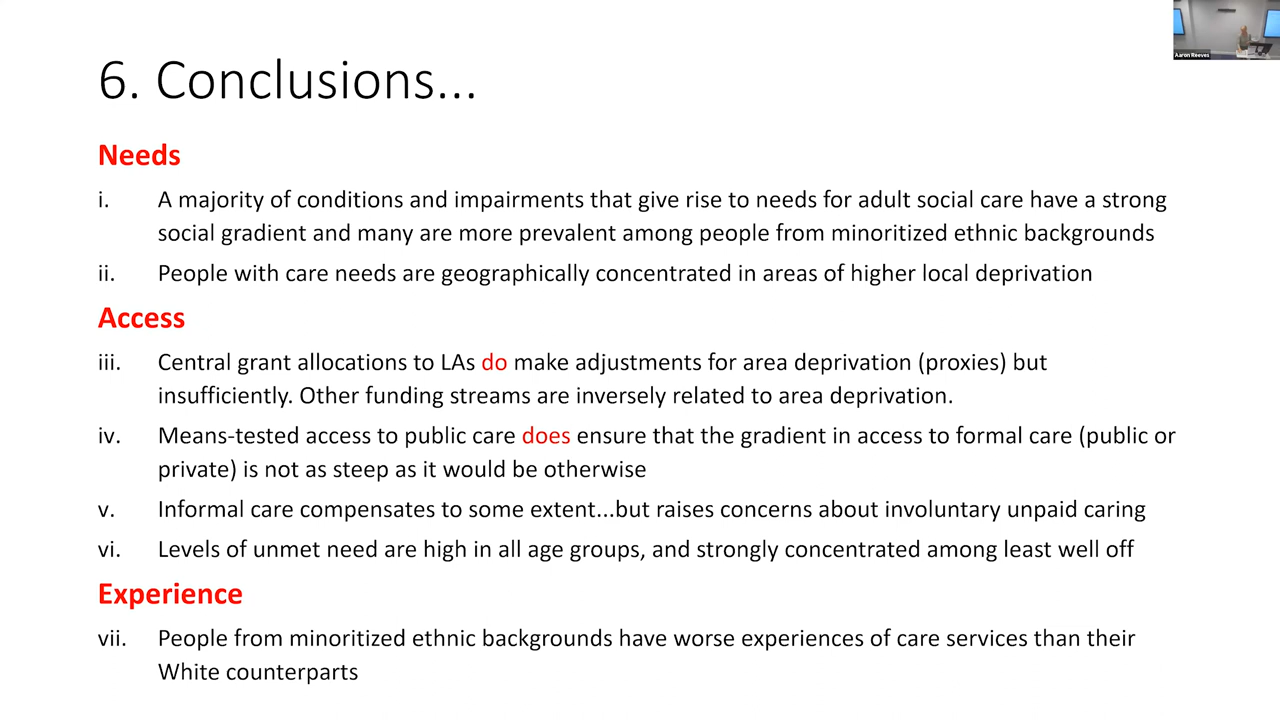 6. Conclusions...
Aaron Reeves
Needs
i. A majority of conditions and impairments that give rise to needs for adult social care have a strong
social gradient and many are more prevalent among people from minoritized ethnic backgrounds
ii. People with care needs are geographically concentrated in areas of higher local deprivation
Access
iii. Central grant allocations to LAs do make adjustments for area deprivation (proxies) but
insufficiently. Other funding streams are inversely related to area deprivation.
iv. Means-tested access to public care does ensure that the gradient in access to formal care (public or
private) is not as steep as it would be otherwise
v. Informal care compensates to some extent...but raises concerns about involuntary unpaid caring
vi. Levels of unmet need are high in all age groups, and strongly concentrated among least well off
Experience
vii. People from minoritized ethnic backgrounds have worse experiences of care services than their
White counterparts